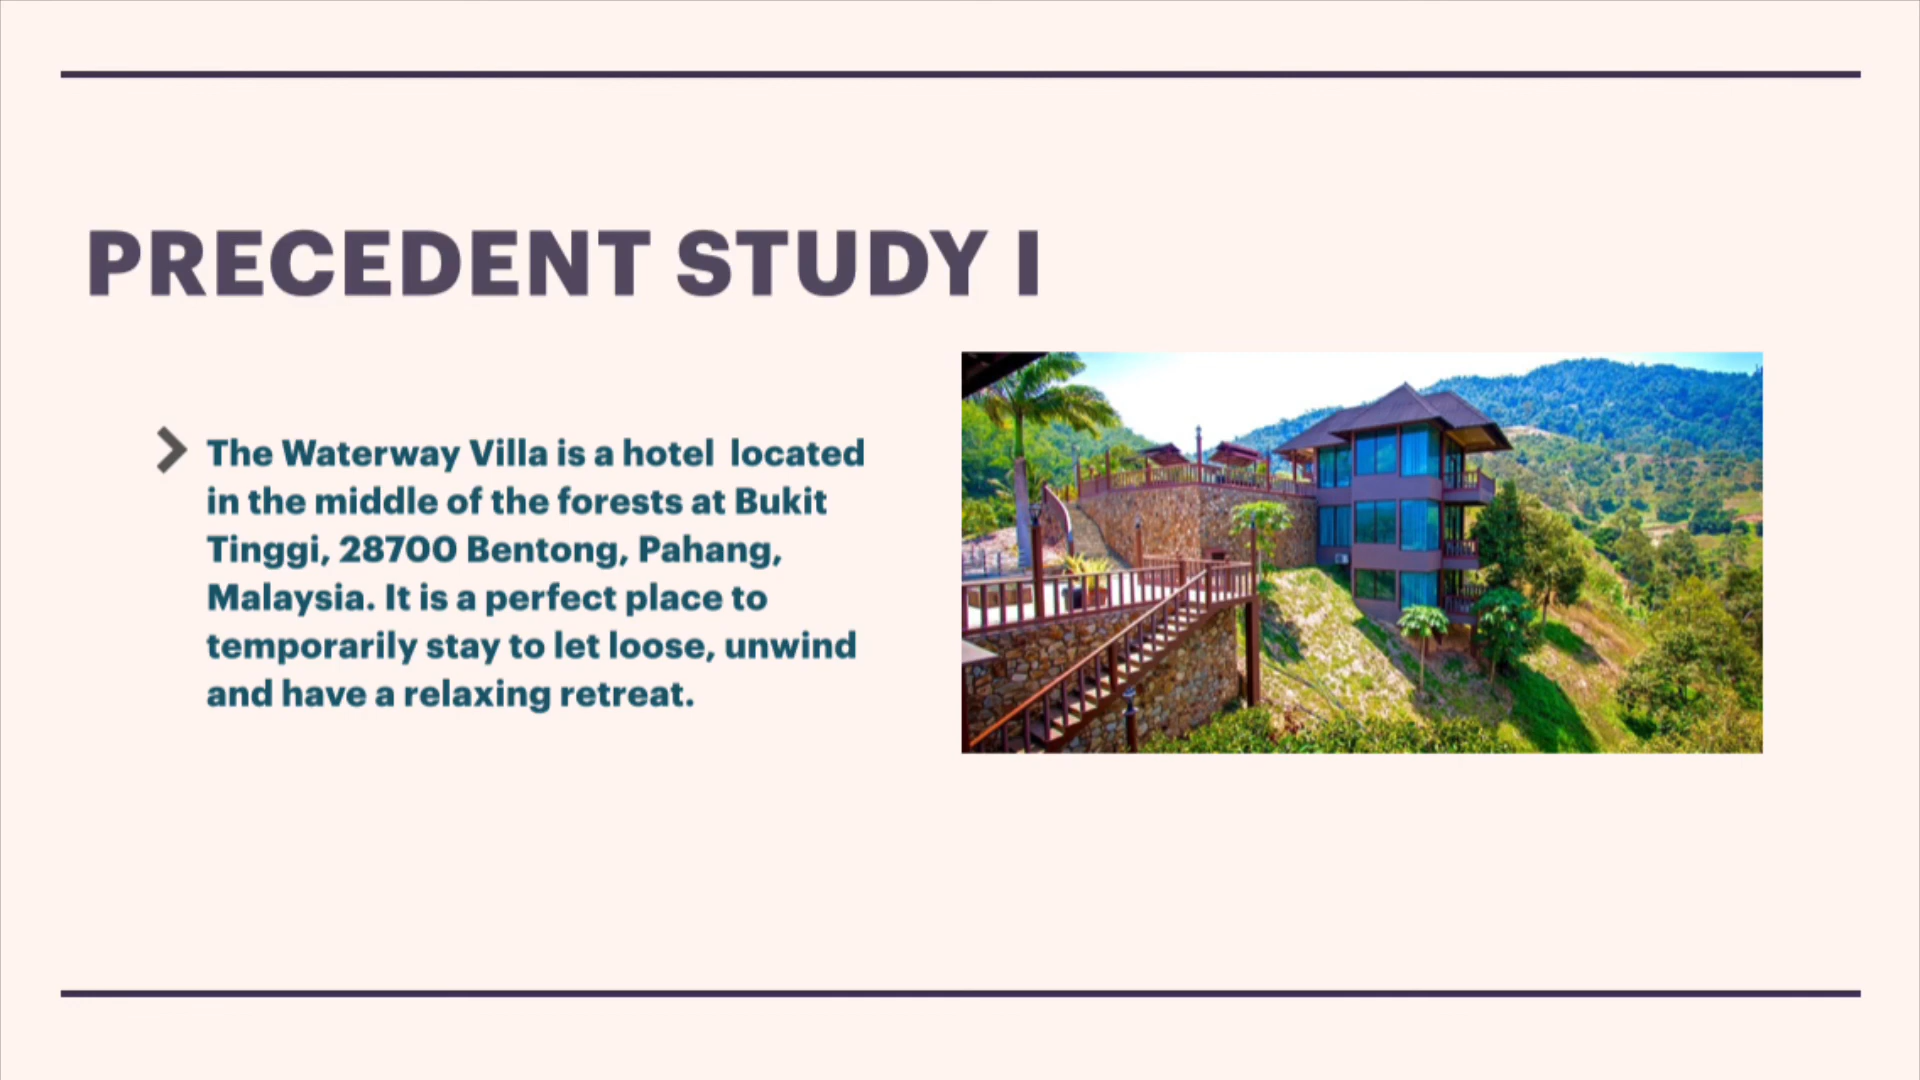 PRECEDENT STUDY I
The Waterway Villa is a hotel  located
in the middle of the forests at Bukit
Tinggi, 28700 Bentong, Pahang,
Malaysia. It is a perfect place to
temporarily stay to let loose, unwind
and have a relaxing retreat.